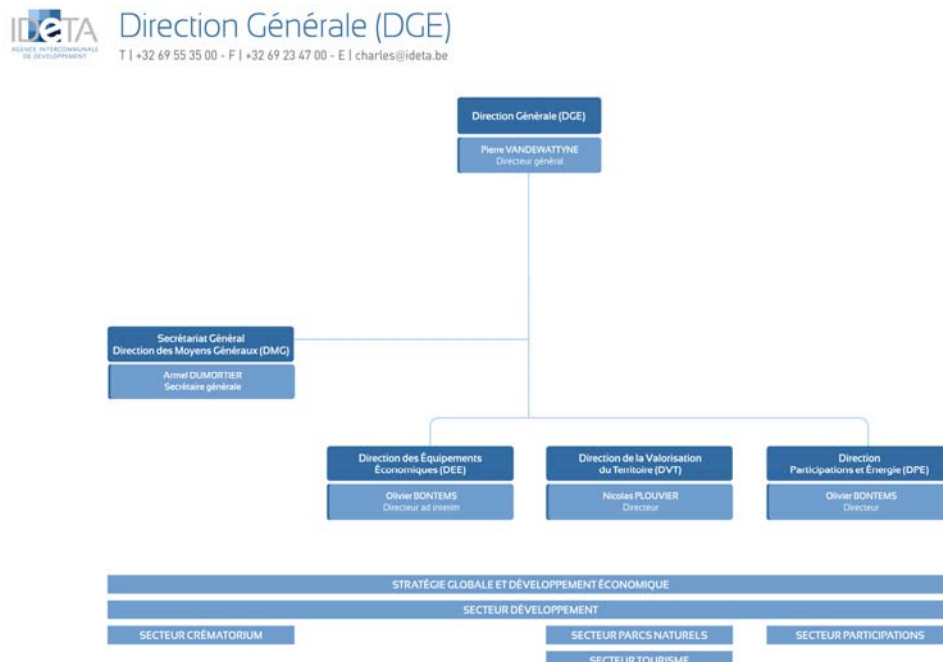 IDETA
AGENCE INTERCOMMUNALE
DE DEVELOPPEMENT
Direction Générale (DGE)
T | +32 69 55 35 00 - F | +32 69 23 47 00 - E | charles@ideta.be
Direction Générale (DGE)
Pierre VANDEWATTYNE
Directeur général
Secrétariat Général
Direction des Moyens Généraux (DMG)
Armel DUMORTIER
Secrétaire générale
Direction des Équipements
Économiques (DEE)
Olivier BONTEMS
Directeur ad interim
Direction de la Valorisation
du Territoire (DVT)
Nicolas PLOUVIER
Directeur
Direction
Participations et Énergie (DPE)
Olivier BONTEMS
Directeur
STRATÉGIE GLOBALE ET DÉVELOPPEMENT ÉCONOMIQUE
SECTEUR DÉVELOPPEMENT
SECTEUR CRÉMATORIUM
SECTEUR PARCS NATURELS
SECTEUR PARTICIPATIONS
SECTEUR TOURISME